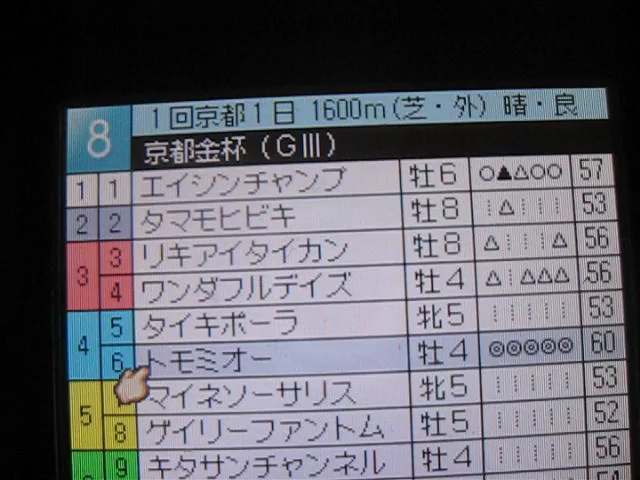 8 1回京都1日 1600m(芝・外) 晴・良
京都金杯(GⅢ)
1 1 エイシンチャンプ 牡6 ○▲△○○ 57
2 2 タマモヒビキ 牡8 ┊△┊┊┊ 53
3 3 リキアイタイカン 牡8 △┊┊┊△ 56
4 ワンダフルデイズ 牡4 △┊△△△ 56
4 5 タイキポーラ 牝5 ┊┊┊┊┊ 53
6 トモミオー 牡4 ◎◎◎◎◎ 60
5 マイネソーサリス 牝5 ┊┊┊┊┊ 53
8 ゲイリーファントム 牡5 ┊┊┊┊┊ 52
9 キタサンチャンネル 牡4 ┊┊┊┊┊ 56